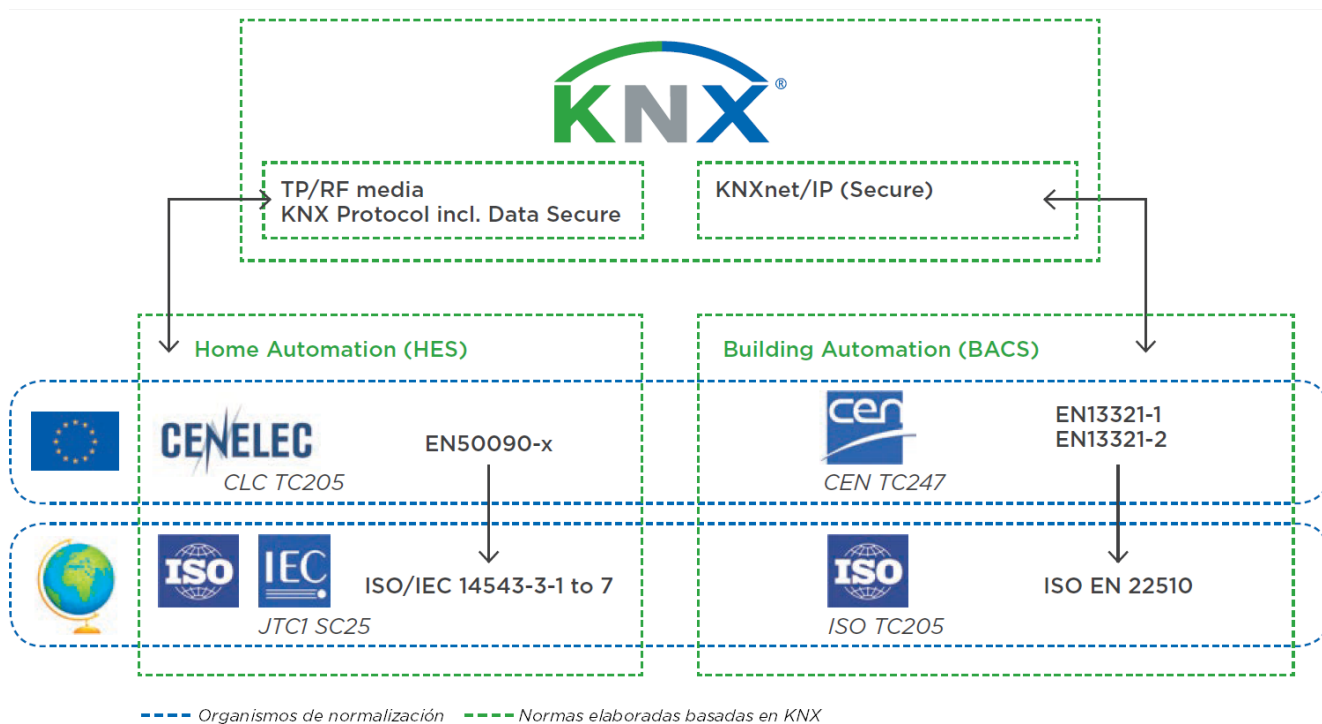 KNX®
TP/RF media
KNX Protocol incl. Data Secure
KNXnet/IP (Secure)
Home Automation (HES)
Building Automation (BACS)
CENELEC
CLC TC205
EN50090-x
cen
CEN TC247
EN13321-1
EN13321-2
ISO
IEC
JTC1 SC25
ISO/IEC 14543-3-1 to 7
ISO
ISO TC205
ISO EN 22510
Organismos de normalización
Normas elaboradas basadas en KNX